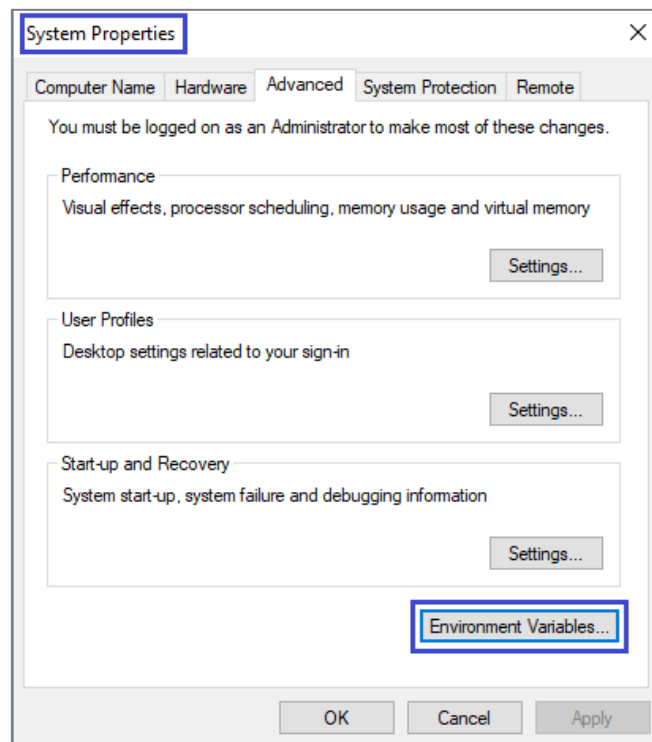 System Properties
Computer Name Hardware Advanced System Protection Remote
You must be logged on as an Administrator to make most of these changes.
Performance
Visual effects, processor scheduling, memory usage and virtual memory
Settings...
User Profiles
Desktop settings related to your sign-in
Settings...
Start-up and Recovery
System start-up, system failure and debugging information
Settings...
Environment Variables...
OK Cancel Apply